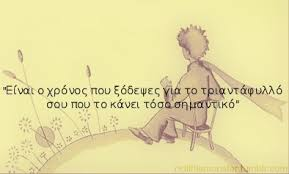 "Είναι ο χρόνος που ξόδεψες για το τριαντάφυλλό
σου που το κάνει τόσο σημαντικό"